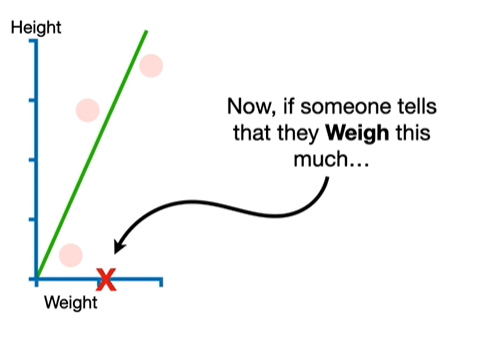 Height
Now, if someone tells
that they Weigh this
much...
X
Weight